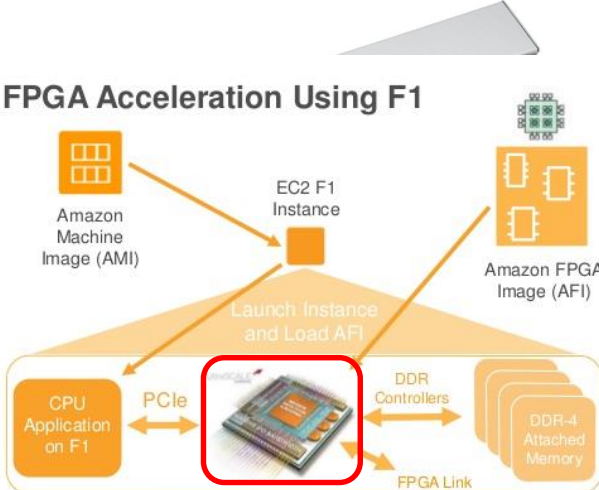 FPGA Acceleration Using F1
Amazon
Machine
Image (AMI)
EC2 F1
Instance
Amazon FPGA
Image (AFI)
Launch Instance
and Load AFI
CPU
Application
on F1
PCIe
DDR
Controllers
DDR-4
Attached
Memory
FPGA Link